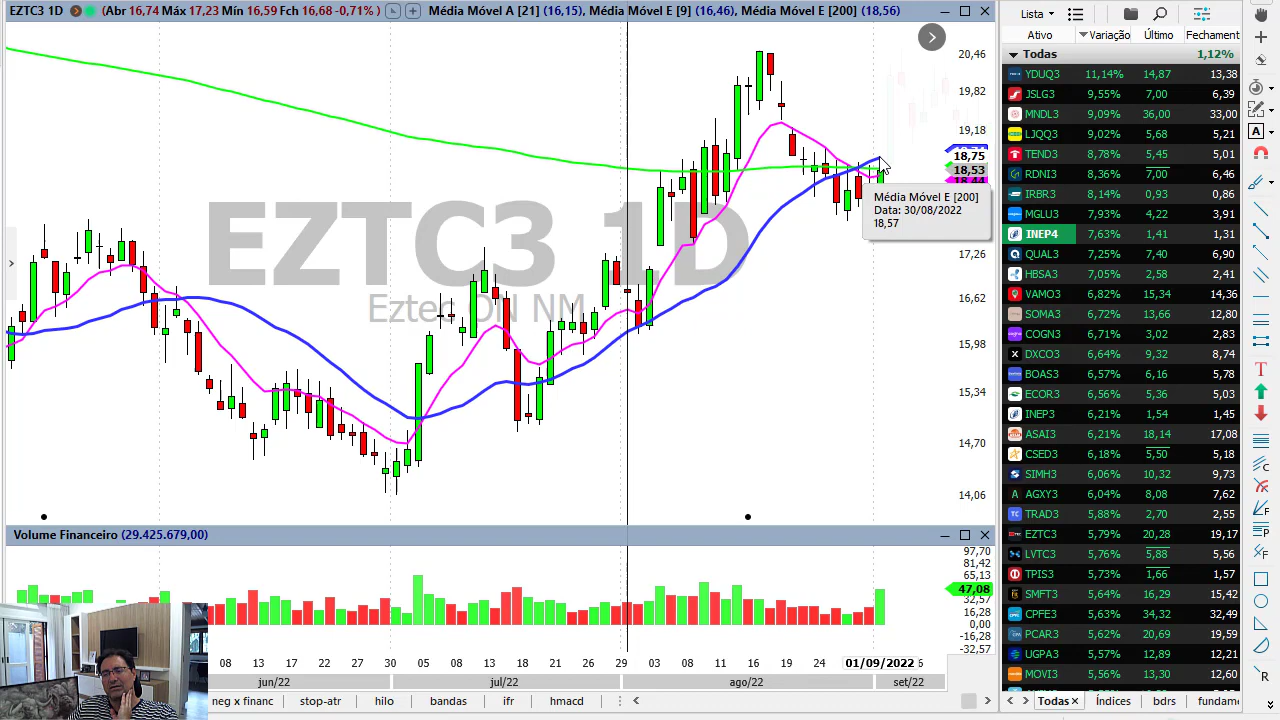 EZTC3 1D (Abr 16,74 Máx 17,23 Mín 16,59 Fch 16,68 -0,71% ) Média Móvel A [21] (16,15), Média Móvel E [9] (16,46), Média Móvel E [200] (18,56)
20,46
19,82
19,18
18,75
18,53
17,26
16,62
15,98
15,34
14,70
14,06
EZTC3 1D
Eztec ON NM
Média Móvel E [200]
Data: 30/08/2022
18,57
Volume Financeiro (29.425.679,00)
97,70
81,42
65,13
47,08
32,57
16,28
0,00
-16,28
-32,57
03 08 13 17 22 27 30 05 08 13 18 22 26 29 03 08 11 16 19 24 01/09/2022
jun/22 jul/22 ago/22 set/22
neg x financ stop-atr hilo bandas ifr hmacd
Lista
Ativo Variação Último Fechament
Todas 1,12%
YDUQ3 11,14% 14,87 13,38
JSLG3 9,55% 7,00 6,39
MNDL3 9,09% 36,00 33,00
LJQQ3 9,02% 5,68 5,21
TEND3 8,78% 5,45 5,01
RDNI3 8,36% 7,00 6,46
IRBR3 8,14% 0,93 0,86
MGLU3 7,93% 4,22 3,91
INEP4 7,63% 1,41 1,31
QUAL3 7,25% 7,40 6,90
HBSA3 7,05% 2,58 2,41
VAMO3 6,82% 15,34 14,36
SOMA3 6,72% 13,66 12,80
COGN3 6,71% 3,02 2,83
DXCO3 6,64% 9,32 8,74
BOAS3 6,57% 6,16 5,78
ECOR3 6,56% 5,36 5,03
INEP3 6,21% 1,54 1,45
ASAI3 6,21% 18,14 17,08
CSED3 6,18% 5,50 5,18
SIMH3 6,06% 10,32 9,73
AGXY3 6,04% 8,08 7,62
TRAD3 5,88% 2,70 2,55
EZTC3 5,79% 20,28 19,17
LVTC3 5,76% 5,88 5,56
TPIS3 5,73% 1,66 1,57
SMFT3 5,64% 16,29 15,42
CPFE3 5,63% 34,32 32,49
PCAR3 5,62% 20,69 19,59
UGPA3 5,57% 12,89 12,21
MOVI3 5,56% 13,30 12,60
Todas Índices bdrs fundame